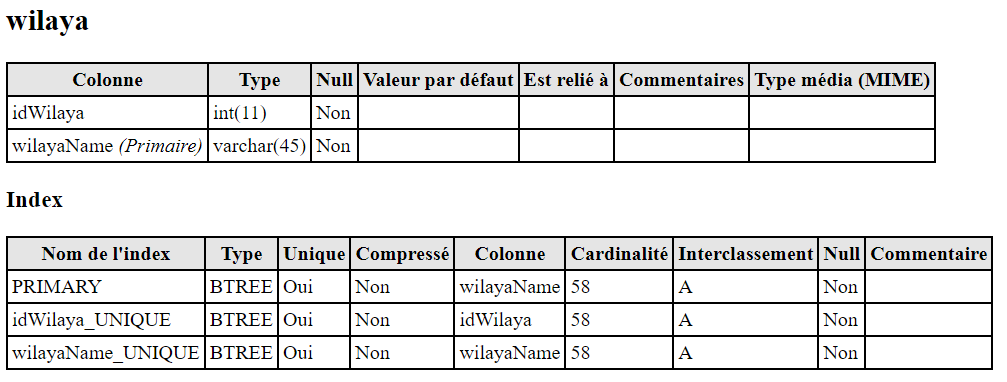 wilaya
Colonne Type Null Valeur par défaut Est relié à Commentaires Type média (MIME)
idWilaya int(11) Non
wilayaName (Primaire) varchar(45) Non
Index
Nom de l'index Type Unique Compressé Colonne Cardinalité Interclassement Null Commentaire
PRIMARY BTREE Oui Non wilayaName 58 A Non
idWilaya_UNIQUE BTREE Oui Non idWilaya 58 A Non
wilayaName_UNIQUE BTREE Oui Non wilayaName 58 A Non